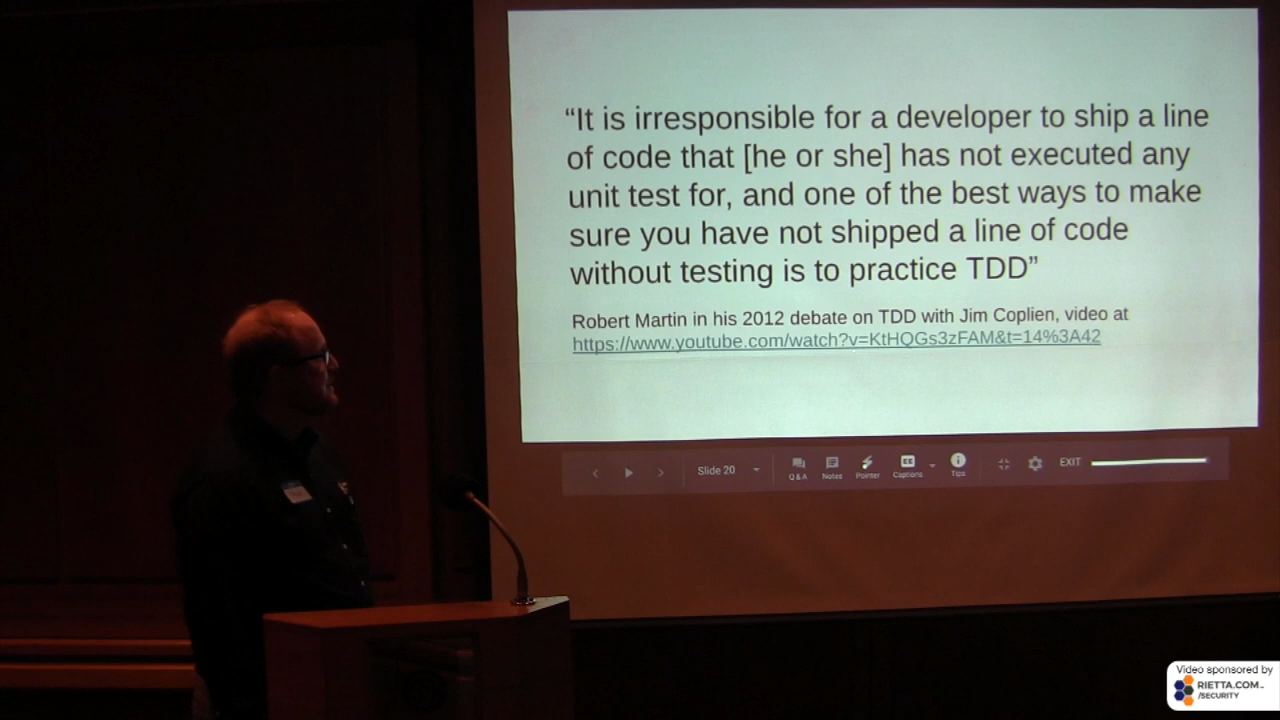 “It is irresponsible for a developer to ship a line
of code that [he or she] has not executed any
unit test for, and one of the best ways to make
sure you have not shipped a line of code
without testing is to practice TDD”
Robert Martin in his 2012 debate on TDD with Jim Coplien, video at
https://www.youtube.com/watch?v=KtHQGs3zFAM&t=14%3A42
Slide 20
Q&A
Notes
Pointer
CC
Captions
Tips
EXIT
Video sponsored by
RIETTA.COM
/SECURITY